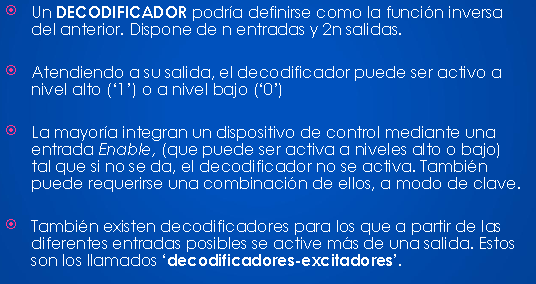 Un DECODIFICADOR podría definirse como la función inversa
del anterior. Dispone de n entradas y 2n salidas.
Atendiendo a su salida, el decodificador puede ser activo a
nivel alto (‘1’) o a nivel bajo (‘0’)
La mayoría integran un dispositivo de control mediante una
entrada Enable, (que puede ser activa a niveles alto o bajo)
tal que si no se da, el decodificador no se activa. También
puede requerirse una combinación de ellos, a modo de clave.
También existen decodificadores para los que a partir de las
diferentes entradas posibles se active más de una salida. Estos
son los llamados ‘decodificadores-excitadores’.